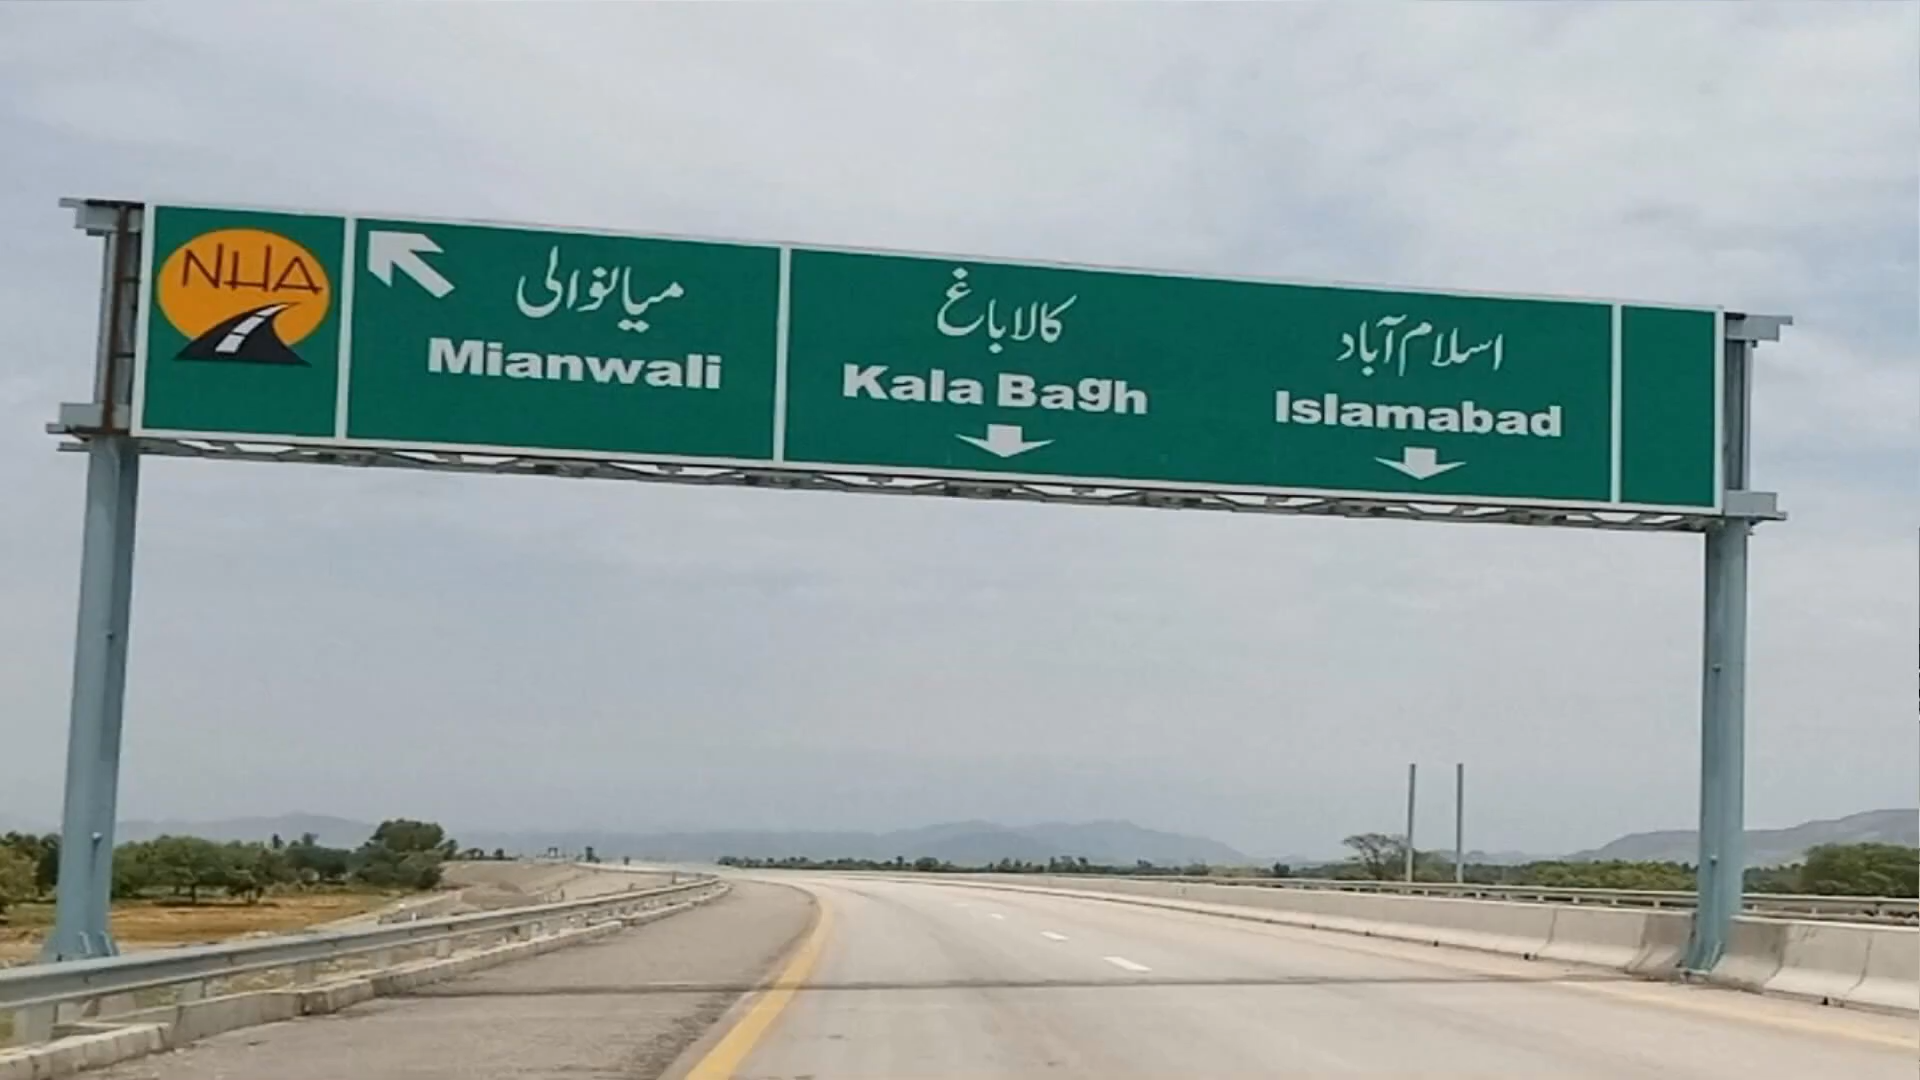 NHA
میانوالی
Mianwali
کالاباغ
Kala Bagh
اسلام آباد
Islamabad